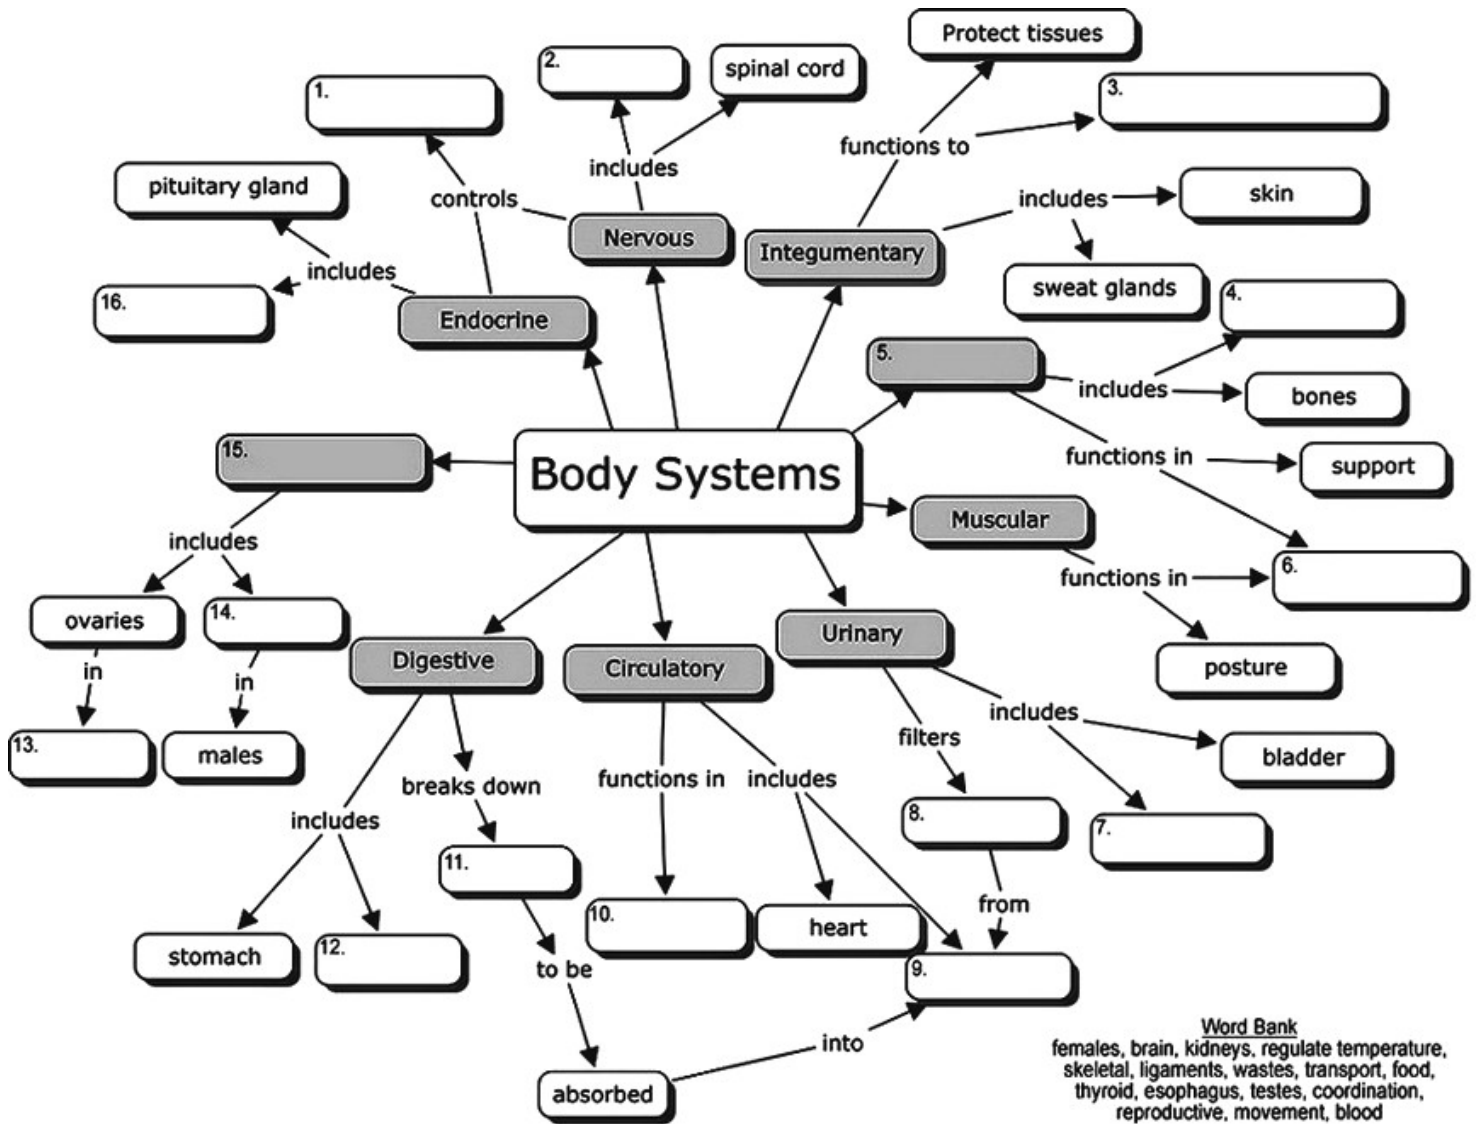 Protect tissues
2.
spinal cord
1.
3.
functions to
includes
pituitary gland
controls
includes
skin
Nervous
Integumentary
includes
sweat glands
16.
4.
Endocrine
5.
includes
bones
15.
Body Systems
functions in
support
Muscular
includes
functions in
6.
ovaries
14.
Urinary
Digestive
Circulatory
posture
in
in
includes
13.
males
filters
bladder
breaks down
functions in
includes
includes
8.
7.
11.
10.
heart
from
stomach
12.
9.
to be
into
absorbed
Word Bank
females, brain, kidneys, regulate temperature,
skeletal, ligaments, wastes, transport, food,
thyroid, esophagus, testes, coordination,
reproductive, movement, blood